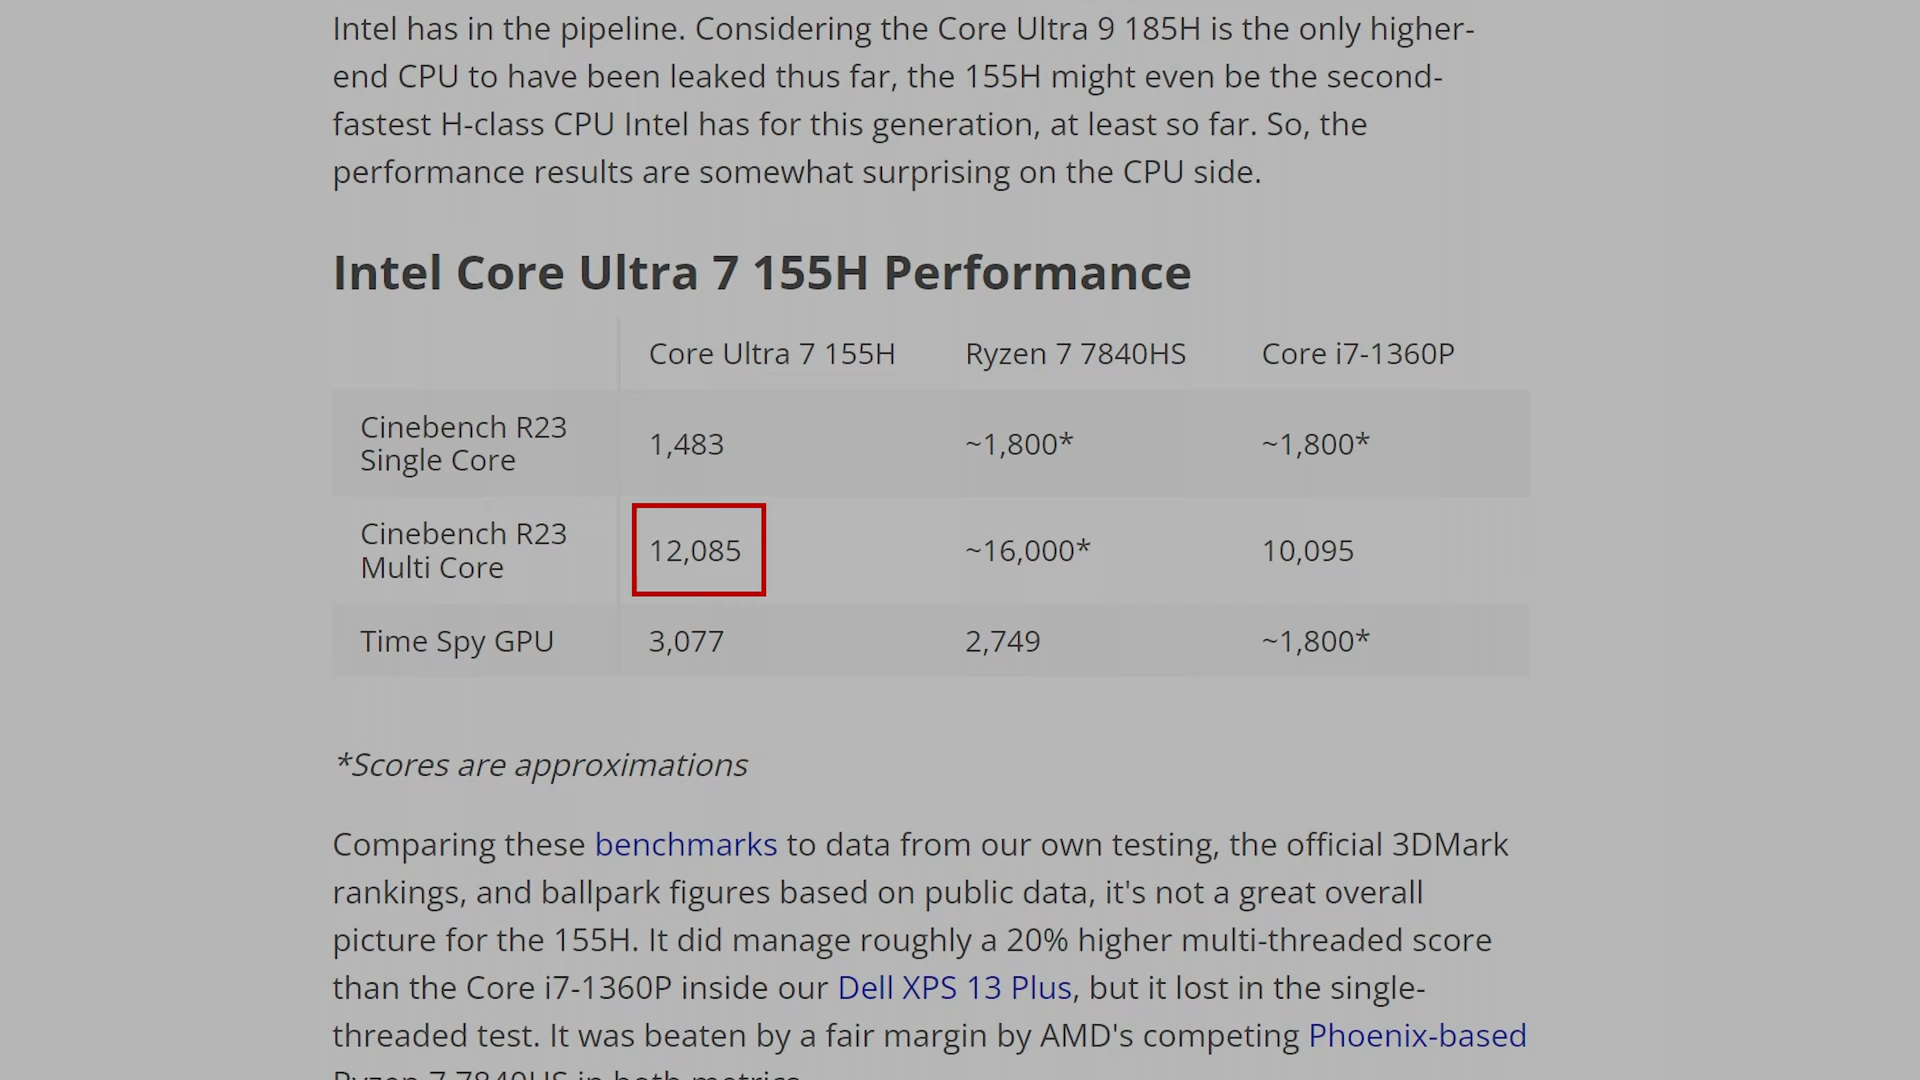 Intel has in the pipeline. Considering the Core Ultra 9 185H is the only higher-
end CPU to have been leaked thus far, the 155H might even be the second-
fastest H-class CPU Intel has for this generation, at least so far. So, the
performance results are somewhat surprising on the CPU side.
Intel Core Ultra 7 155H Performance
Core Ultra 7 155H Ryzen 7 7840HS Core i7-1360P
Cinebench R23
Single Core 1,483 ~1,800* ~1,800*
Cinebench R23
Multi Core 12,085 ~16,000* 10,095
Time Spy GPU 3,077 2,749 ~1,800*
*Scores are approximations
Comparing these benchmarks to data from our own testing, the official 3DMark
rankings, and ballpark figures based on public data, it's not a great overall
picture for the 155H. It did manage roughly a 20% higher multi-threaded score
than the Core i7-1360P inside our Dell XPS 13 Plus, but it lost in the single-
threaded test. It was beaten by a fair margin by AMD's competing Phoenix-based
Ryzen 7 7840HS in both metrics.